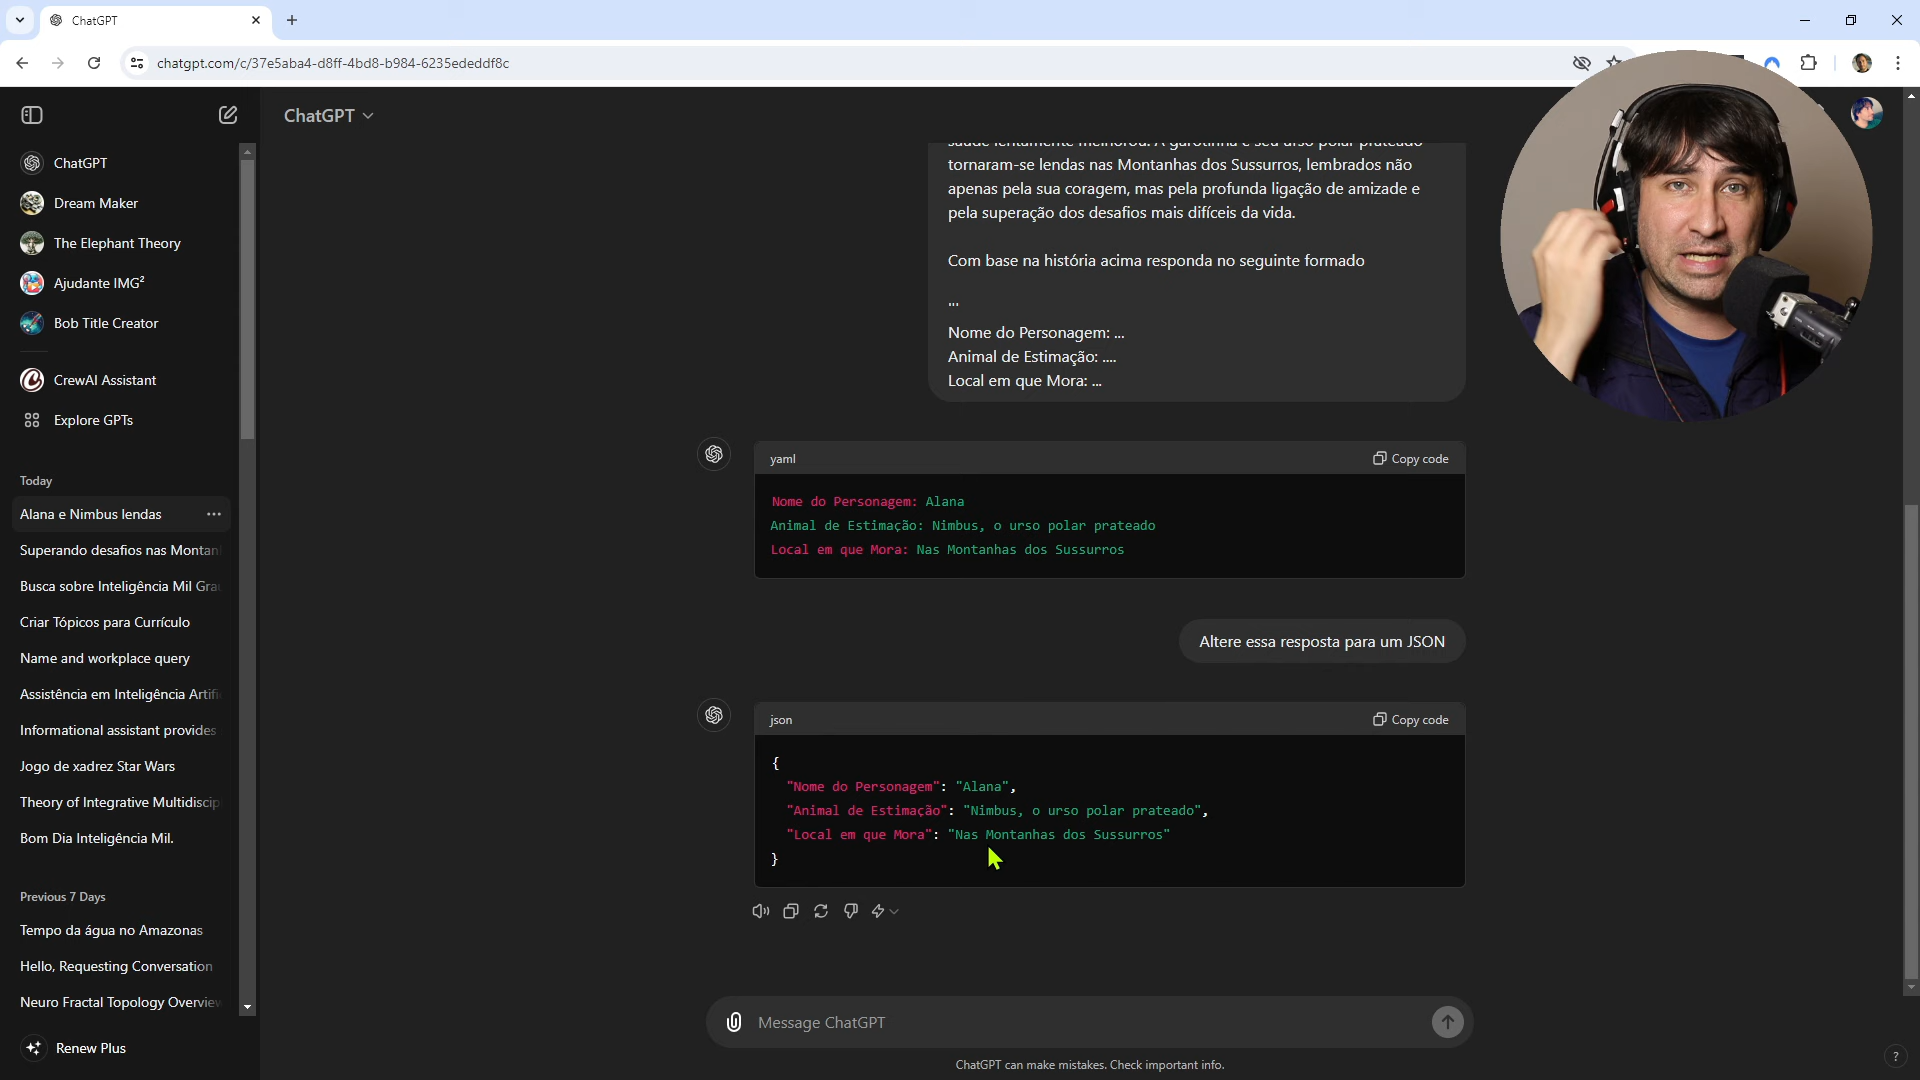 ChatGPT
chatgpt.com/c/37e5aba4-d8ff-4bd8-b984-6235ededdf8c
ChatGPT
ChatGPT
Dream Maker
The Elephant Theory
Ajudante IMG²
Bob Title Creator
CrewAI Assistant
Explore GPTs
Today
Alana e Nimbus lendas
Superando desafios nas Montan
Busca sobre Inteligência Mil Gra
Criar Tópicos para Currículo
Name and workplace query
Assistência em Inteligência Artifi
Informational assistant provides
Jogo de xadrez Star Wars
Theory of Integrative Multidiscip
Bom Dia Inteligência Mil.
Previous 7 Days
Tempo da água no Amazonas
Hello, Requesting Conversation
Neuro Fractal Topology Overview
Renew Plus
saúde lentamente melhorou. A garotinha e seu urso polar prateado
tornaram-se lendas nas Montanhas dos Sussurros, lembrados não
apenas pela sua coragem, mas pela profunda ligação de amizade e
pela superação dos desafios mais difíceis da vida.
Com base na história acima responda no seguinte formado
...
Nome do Personagem: ...
Animal de Estimação: ....
Local em que Mora: ...
yaml
Copy code
Nome do Personagem: Alana
Animal de Estimação: Nimbus, o urso polar prateado
Local em que Mora: Nas Montanhas dos Sussurros
Altere essa resposta para um JSON
json
Copy code
{
"Nome do Personagem": "Alana",
"Animal de Estimação": "Nimbus, o urso polar prateado",
"Local em que Mora": "Nas Montanhas dos Sussurros"
}
Message ChatGPT
ChatGPT can make mistakes. Check important info.
?